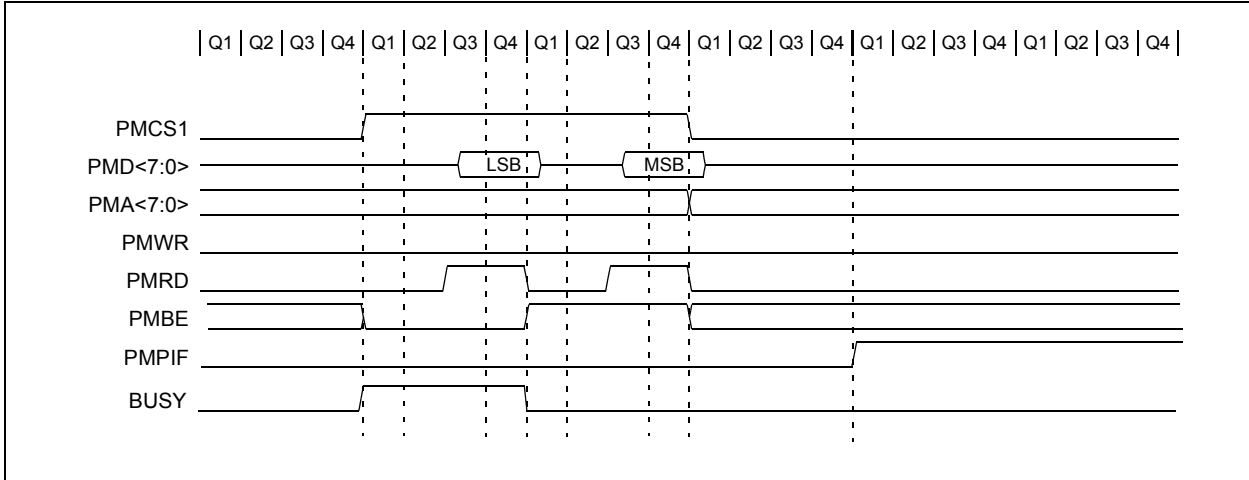 Q1 Q2 Q3 Q4 Q1 Q2 Q3 Q4 Q1 Q2 Q3 Q4 Q1 Q2 Q3 Q4 Q1 Q2 Q3 Q4 Q1 Q2 Q3 Q4
PMCS1
PMD<7:0> LSB MSB
PMA<7:0>
PMWR
PMRD
PMBE
PMPIF
BUSY